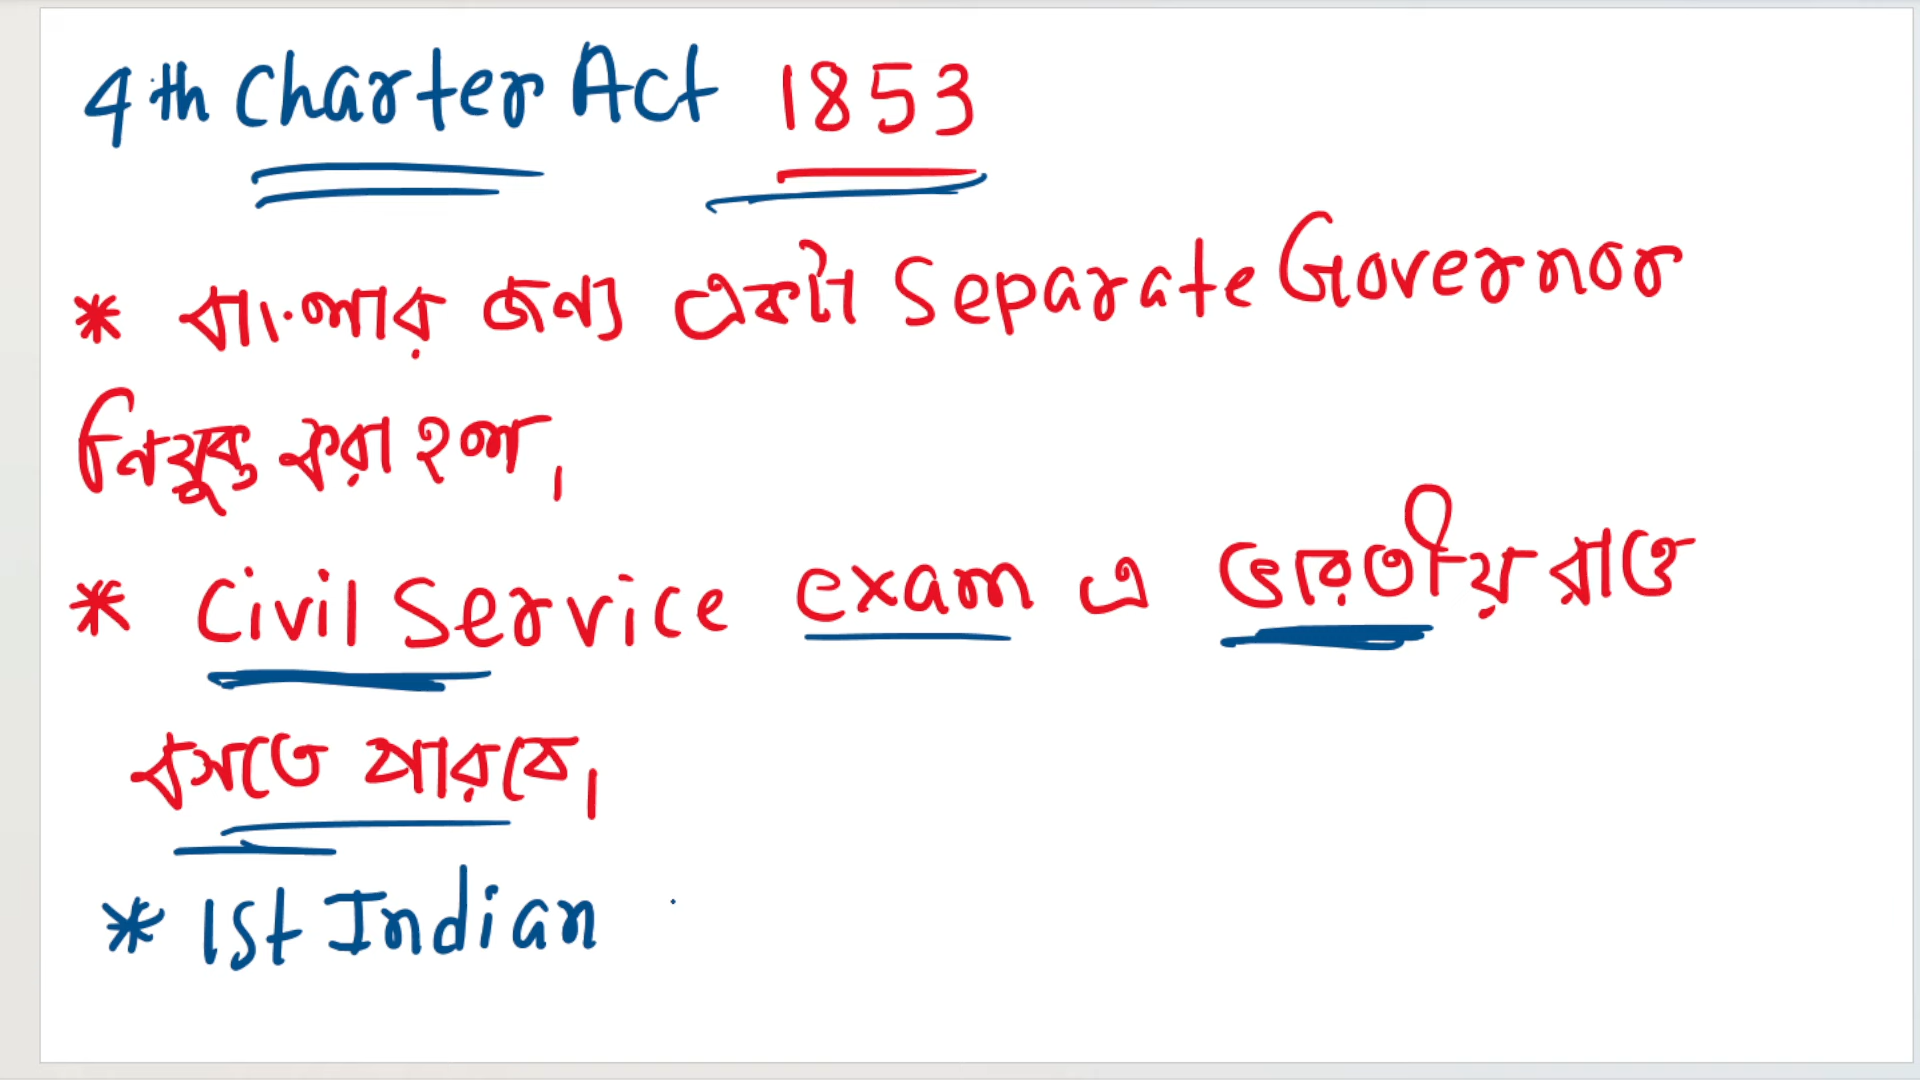 4th Charter Act 1853
* বাংলার জন্য একটা Separate Governor
নিযুক্ত করা হল।
* Civil Service exam এ ভারতীয়রাও
বসতে পারবে।
* 1st Indian